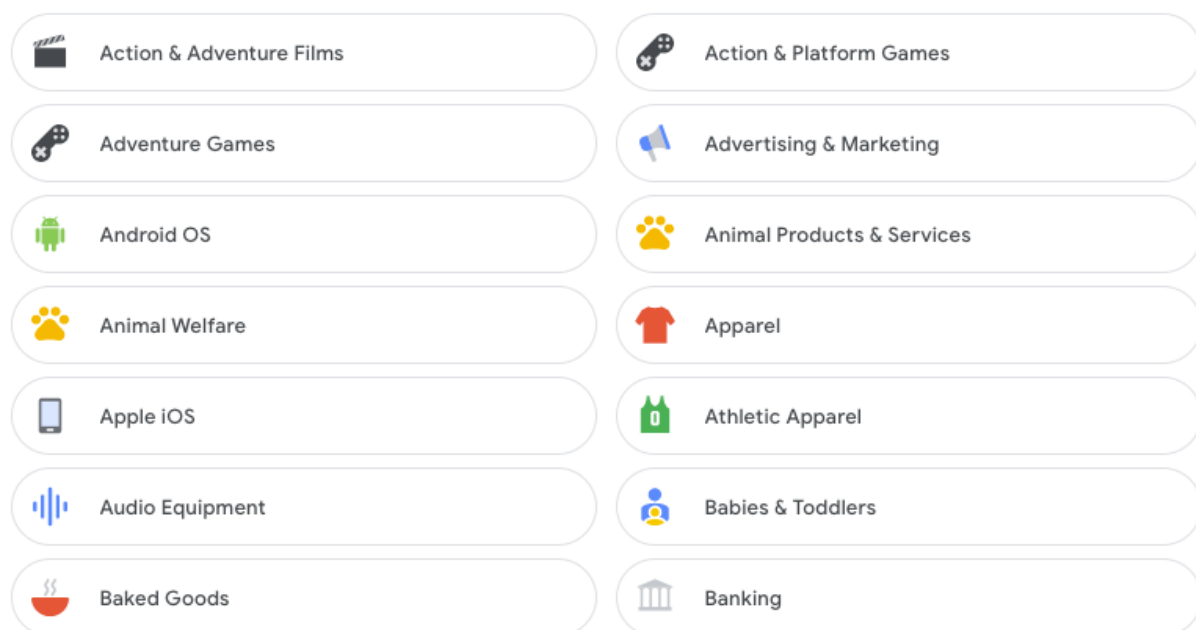 Action & Adventure Films
Action & Platform Games
Adventure Games
Advertising & Marketing
Android OS
Animal Products & Services
Animal Welfare
Apparel
Apple iOS
Athletic Apparel
0
Audio Equipment
Babies & Toddlers
Baked Goods
Banking